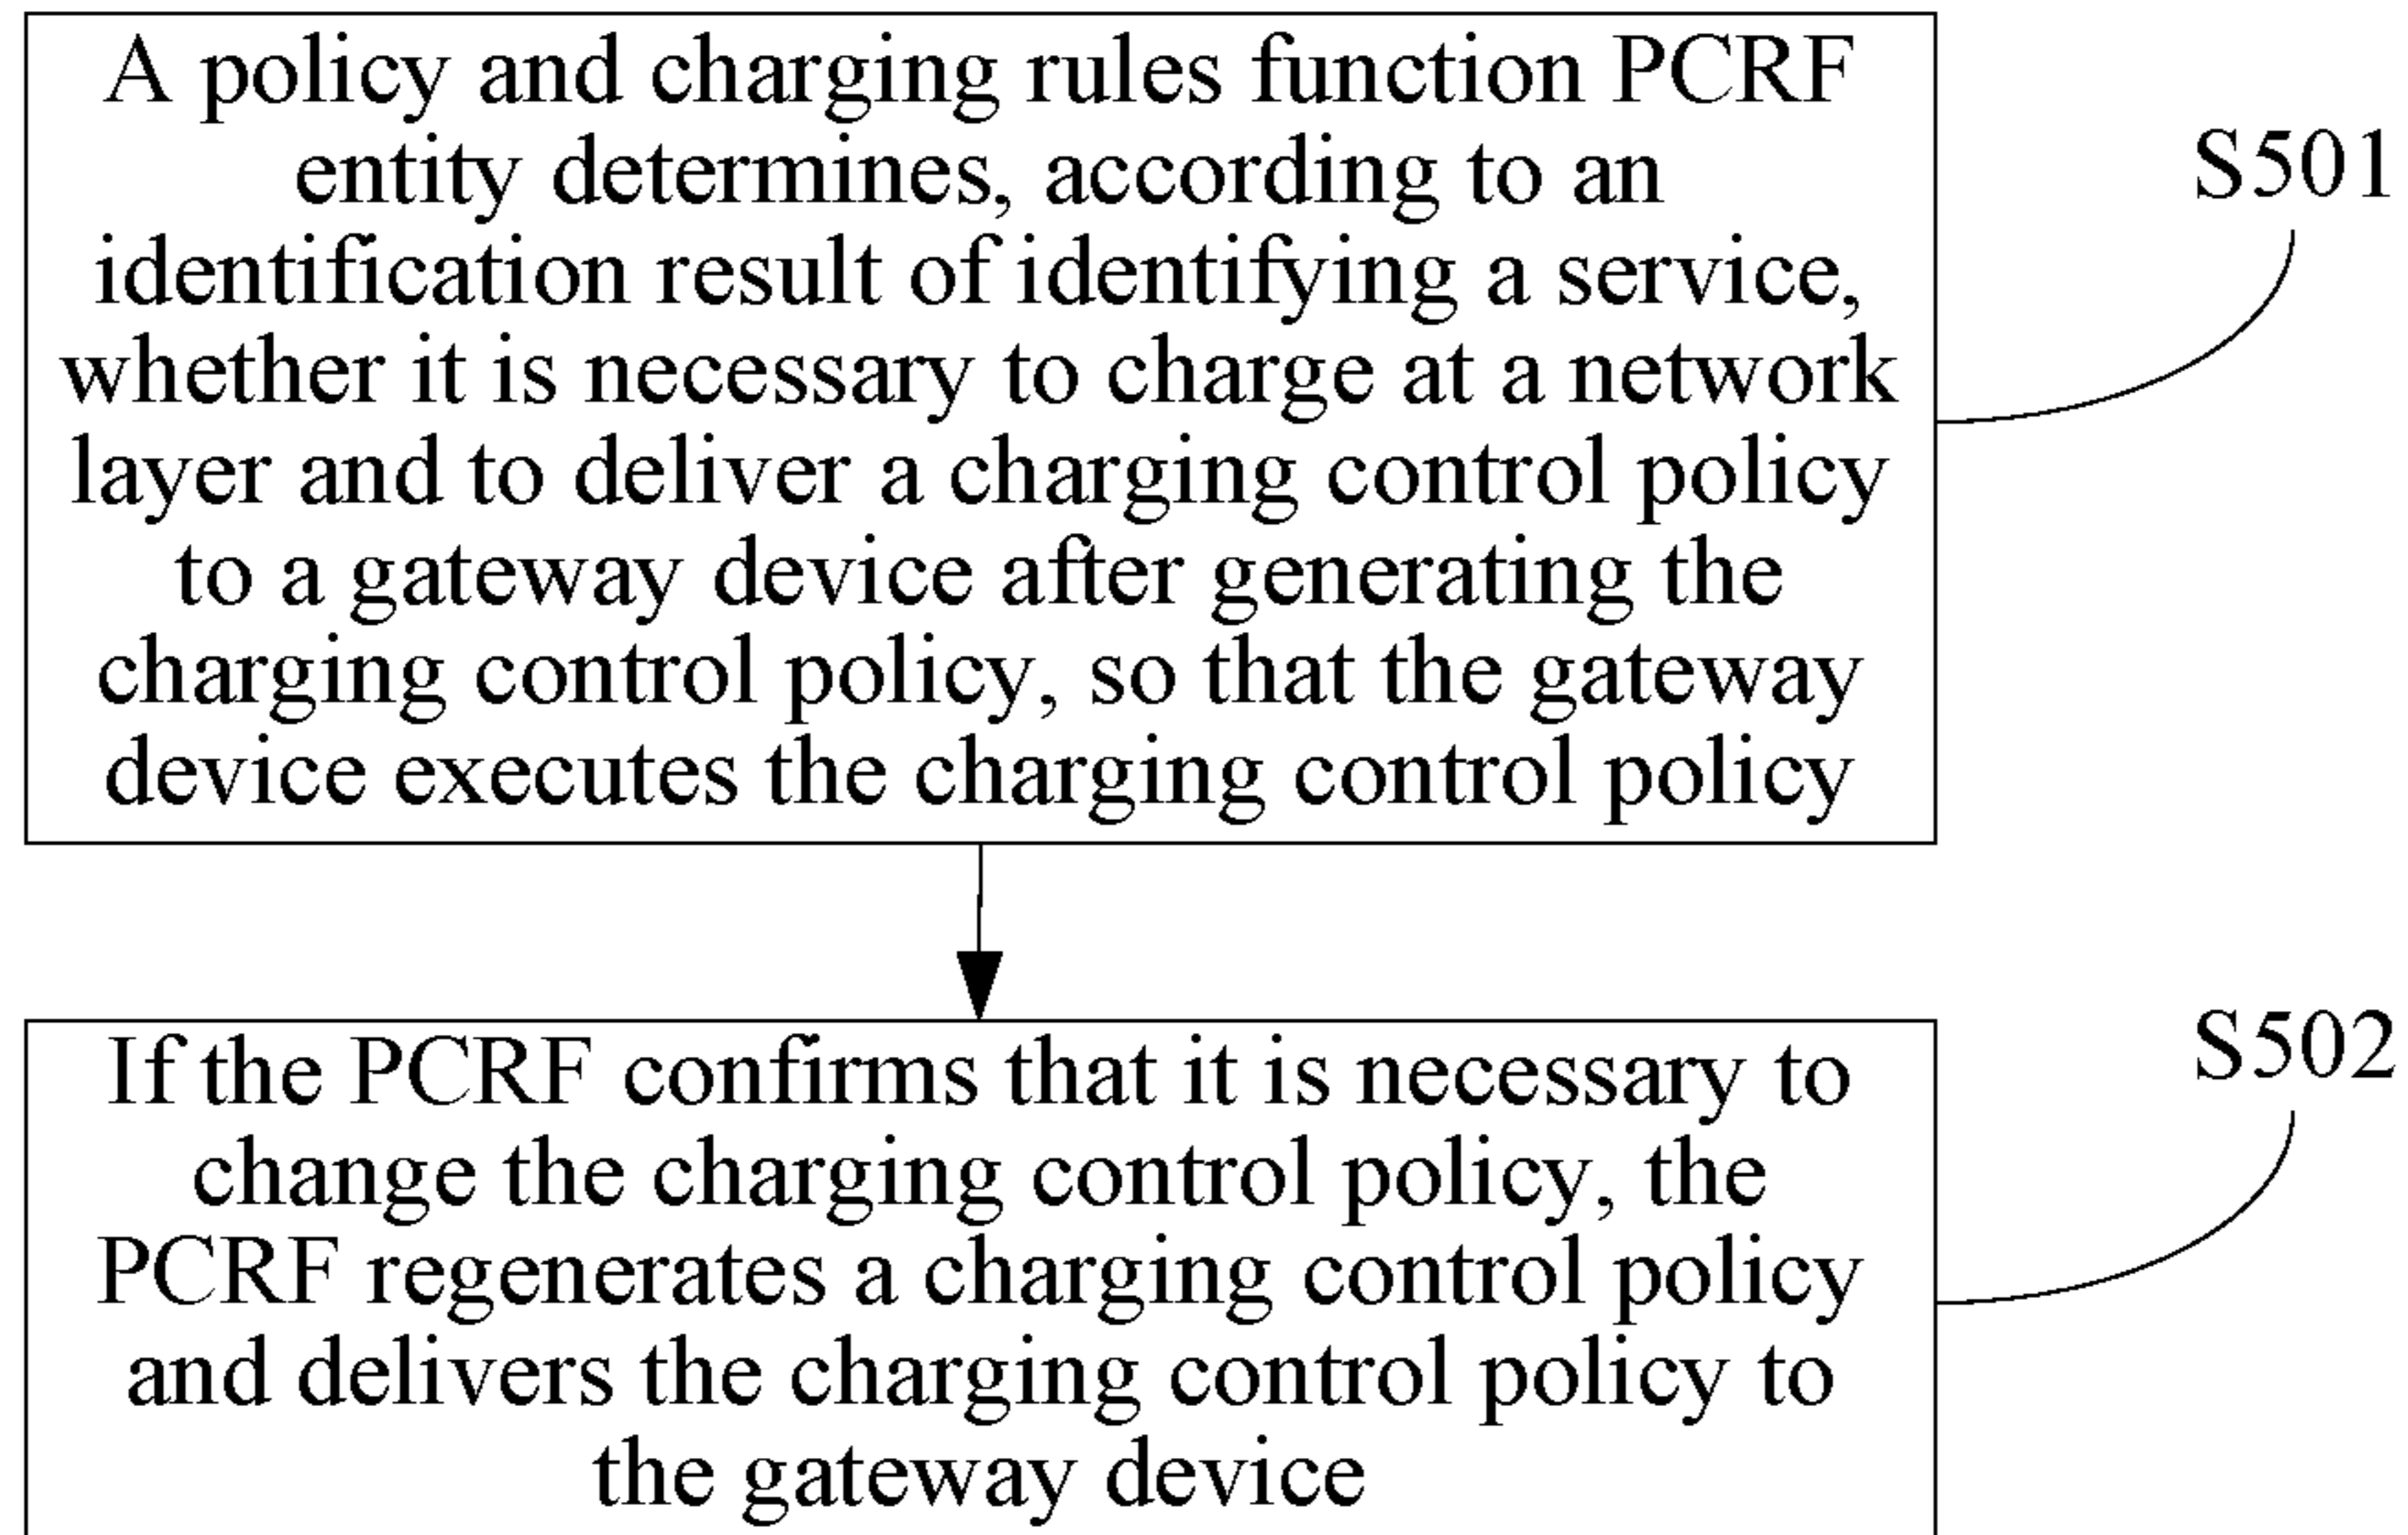 A policy and charging rules function PCRF
entity determines, according to an
identification result of identifying a service,
whether it is necessary to charge at a network
layer and to deliver a charging control policy
to a gateway device after generating the
charging control policy, so that the gateway
device executes the charging control policy
S501
If the PCRF confirms that it is necessary to
change the charging control policy, the
PCRF regenerates a charging control policy
and delivers the charging control policy to
the gateway device
S502